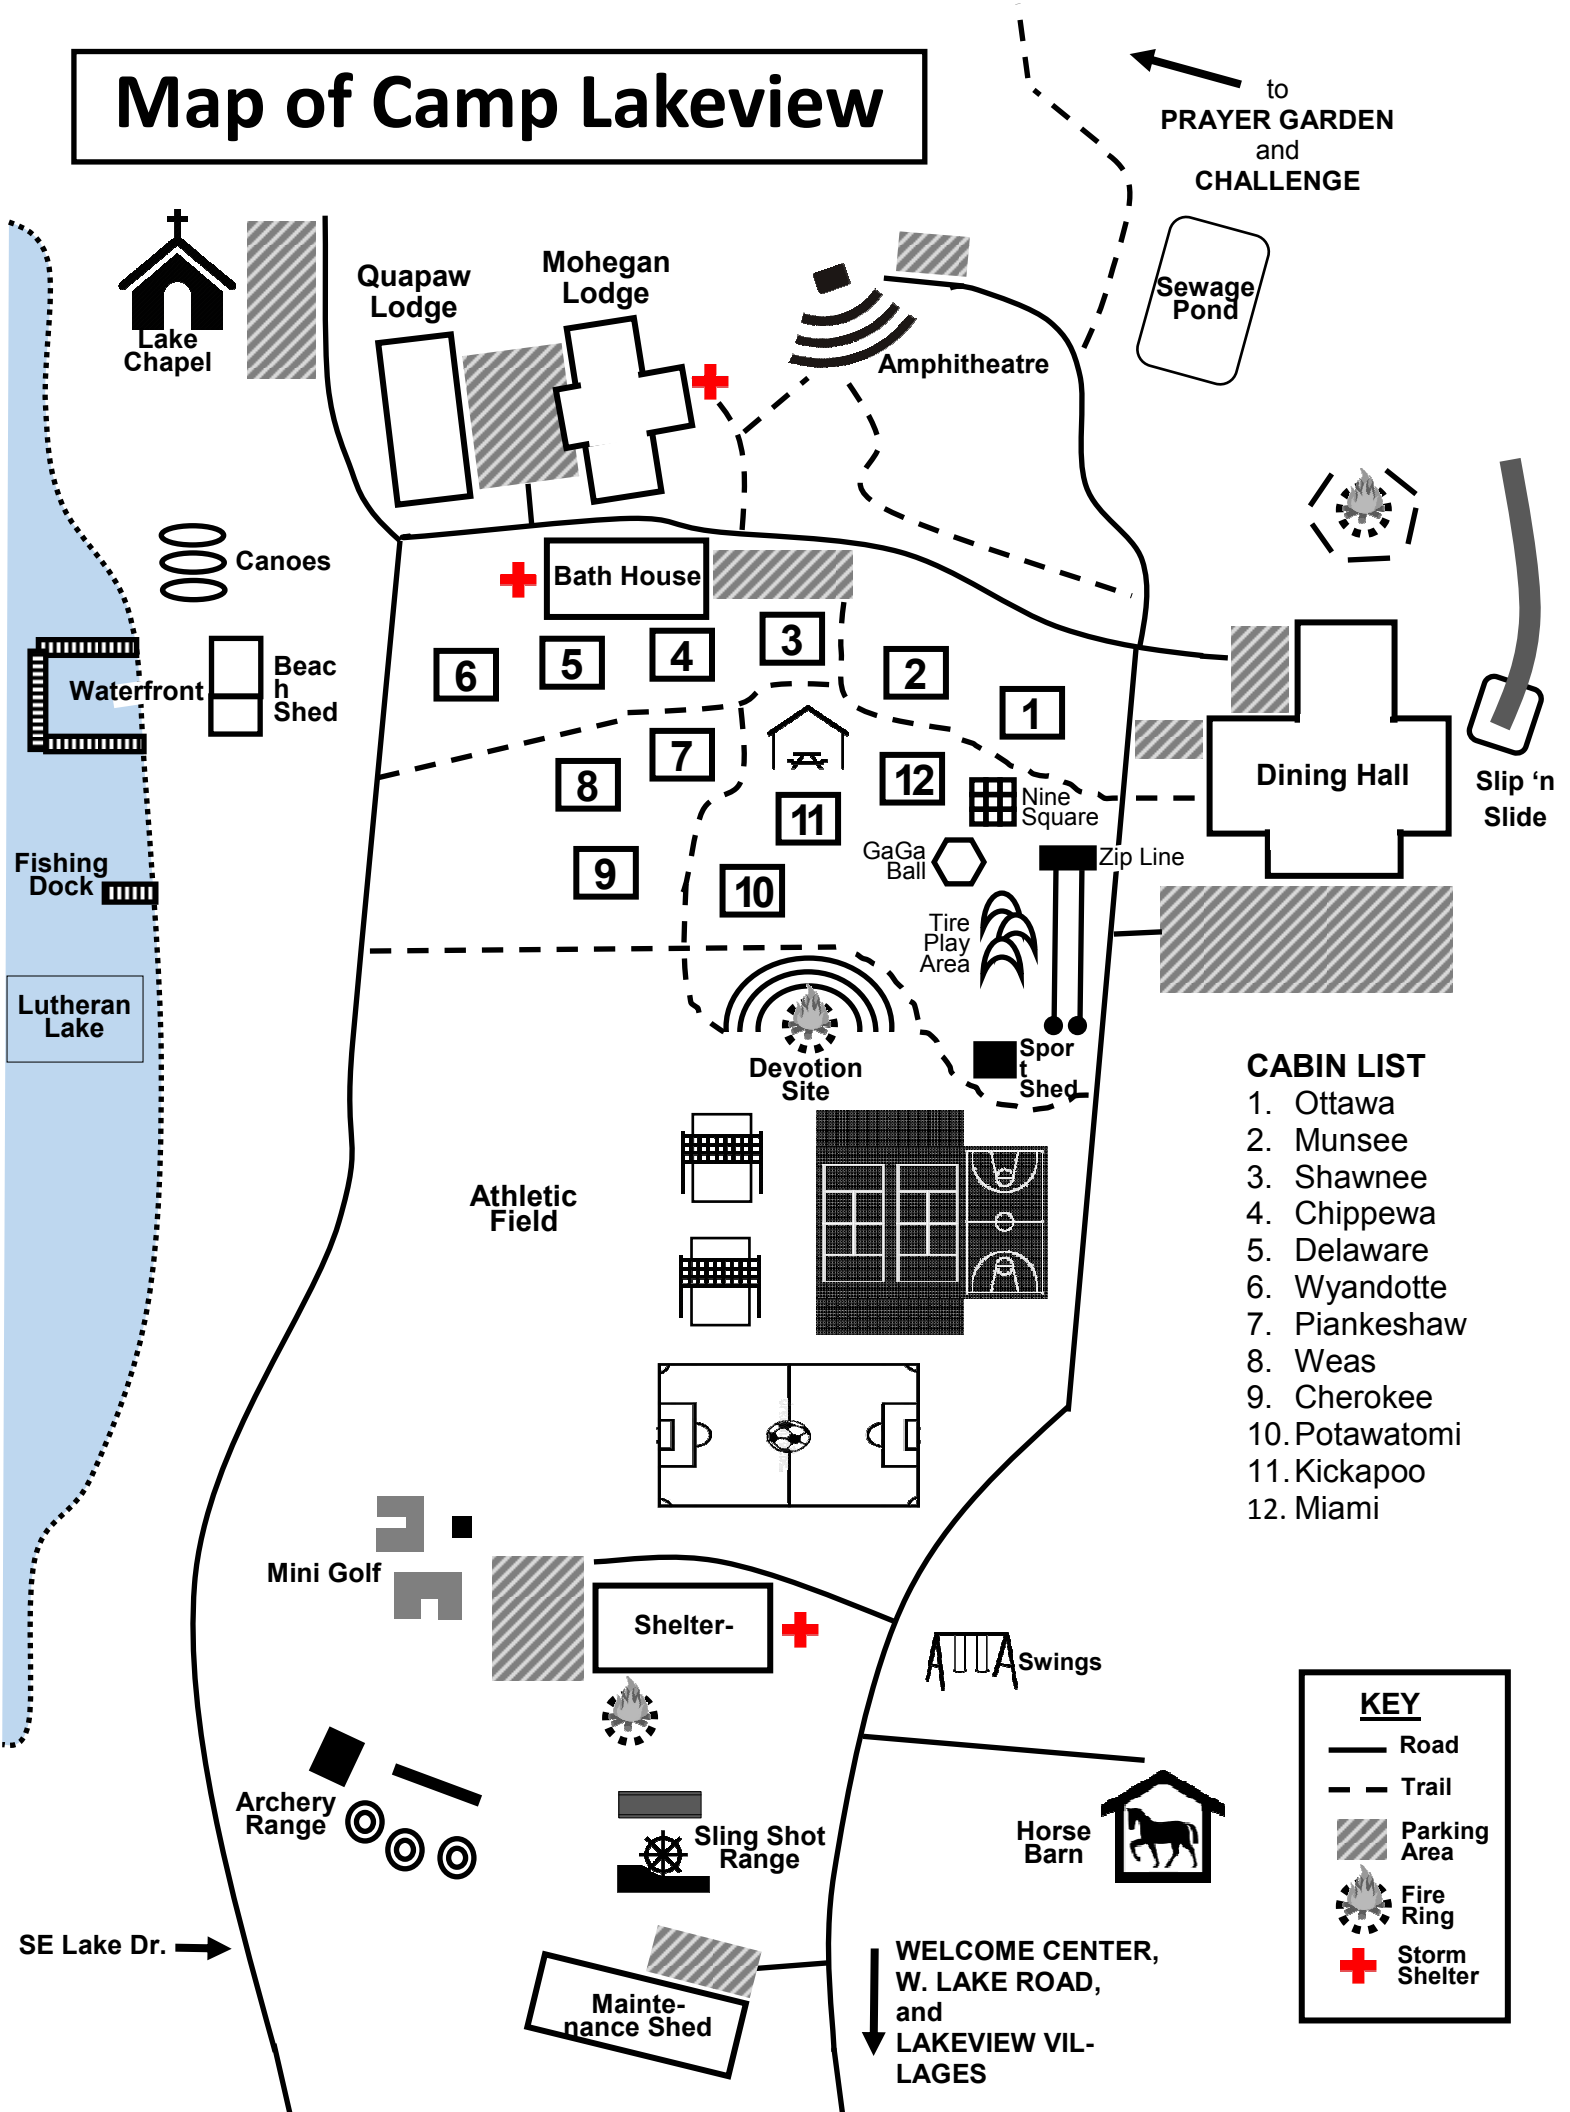 Map of Camp Lakeview
to
PRAYER GARDEN
and
CHALLENGE
Lake
Chapel
Quapaw
Lodge
Mohegan
Lodge
Amphitheatre
Sewage
Pond
Canoes
Bath House
Beac
h
Shed
Waterfront
1
2
3
4
5
6
7
8
9
10
11
12
Nine
Square
GaGa
Ball
Zip Line
Dining Hall
Slip ‘n
Slide
Fishing
Dock
Tire
Play
Area
Lutheran
Lake
Devotion
Site
Spor
t
Shed
Athletic
Field
CABIN LIST
1. Ottawa
2. Munsee
3. Shawnee
4. Chippewa
5. Delaware
6. Wyandotte
7. Piankeshaw
8. Weas
9. Cherokee
10. Potawatomi
11. Kickapoo
12. Miami
Mini Golf
Shelter-
Swings
Archery
Range
Sling Shot
Range
Horse
Barn
SE Lake Dr.
Mainte-
nance Shed
WELCOME CENTER,
W. LAKE ROAD,
and
LAKEVIEW VIL-
LAGES
KEY
Road
Trail
Parking
Area
Fire
Ring
Storm
Shelter